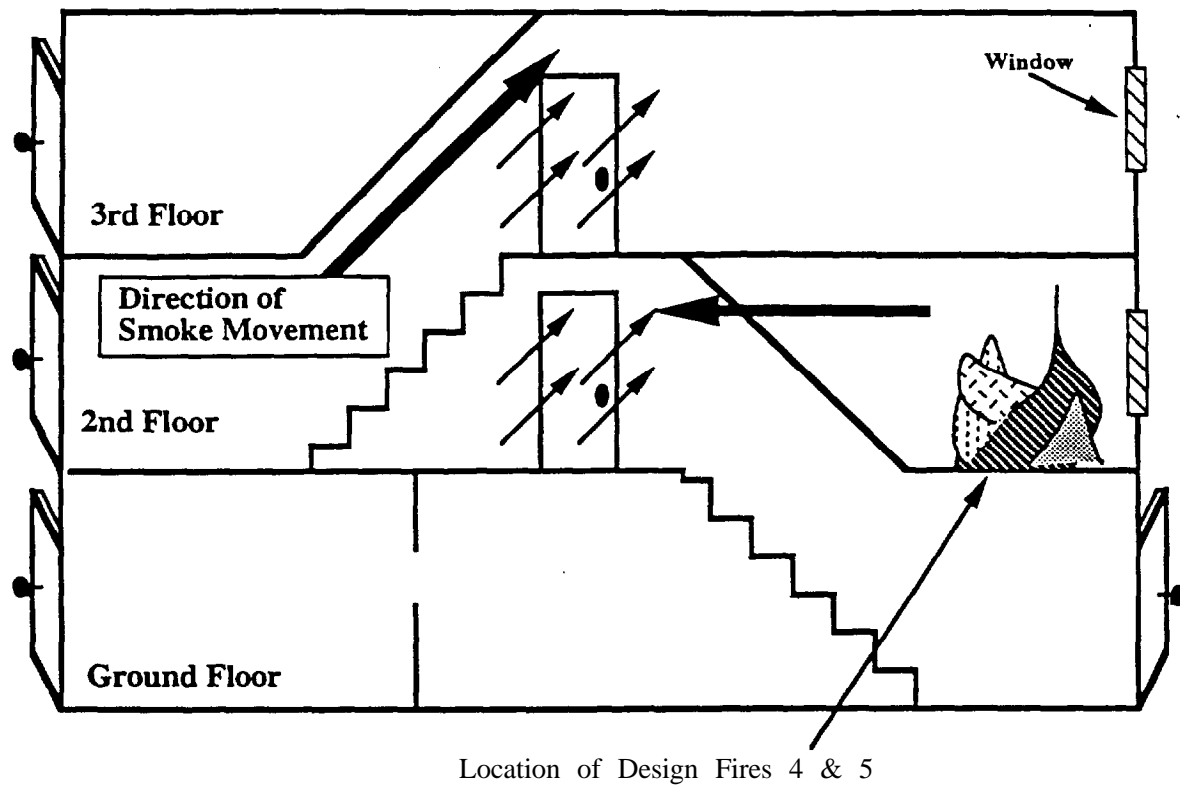 Window
3rd Floor
Direction of
Smoke Movement
2nd Floor
Ground Floor
Location of Design Fires 4 & 5